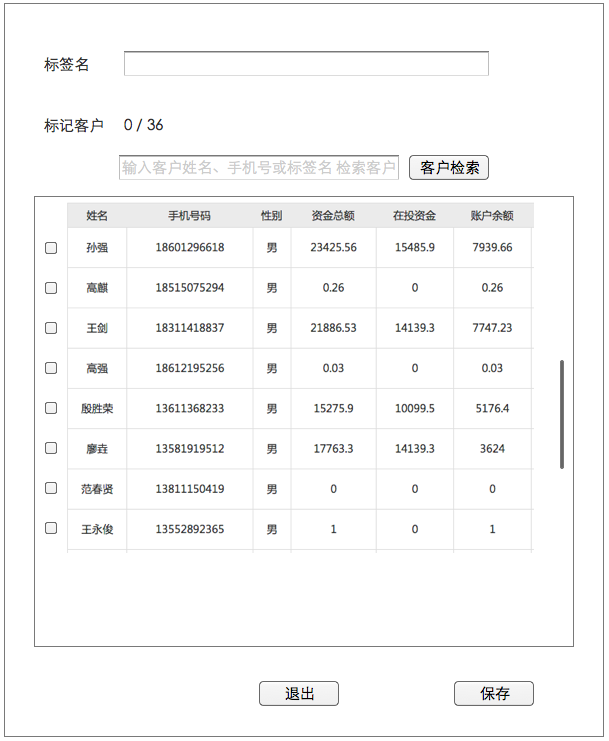 标签名
标记客户 0 / 36
输入客户姓名、手机号或标签名 检索客户 客户检索
姓名 手机号码 性别 资金总额 在投资金 账户余额
孙强 18601296618 男 23425.56 15485.9 7939.66
高麒 18515075294 男 0.26 0 0.26
王剑 18311418837 男 21886.53 14139.3 7747.23
高强 18612195256 男 0.03 0 0.03
殷胜荣 13611368233 男 15275.9 10099.5 5176.4
廖垚 13581919512 男 17763.3 14139.3 3624
范春贤 13811150419 男 0 0 0
王永俊 13552892365 男 1 0 1
退出 保存